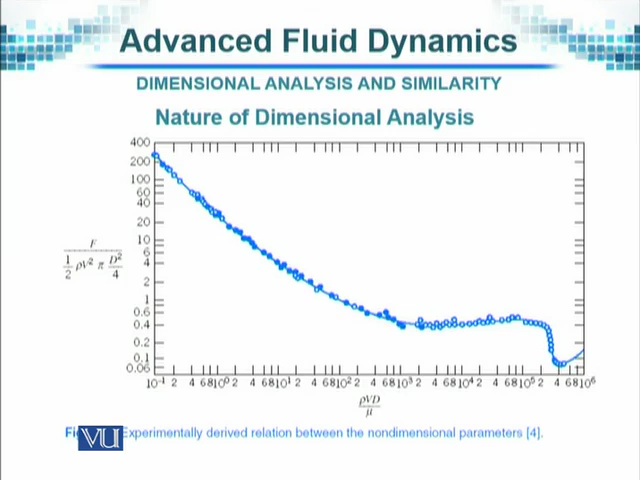 Advanced Fluid Dynamics
DIMENSIONAL ANALYSIS AND SIMILARITY
Nature of Dimensional Analysis
400
200
100
60
40
20
10
6
4
2
1
0.6
0.4
0.2
0.1
0.06
F
1/2 ρV² π D²/4
10⁻¹ 2 4 6 8 10⁰ 2 4 6 8 10¹ 2 4 6 8 10² 2 4 6 8 10³ 2 4 6 8 10⁴ 2 4 6 8 10⁵ 2 4 6 8 10⁶
ρVD
μ
VU Experimentally derived relation between the nondimensional parameters [4].